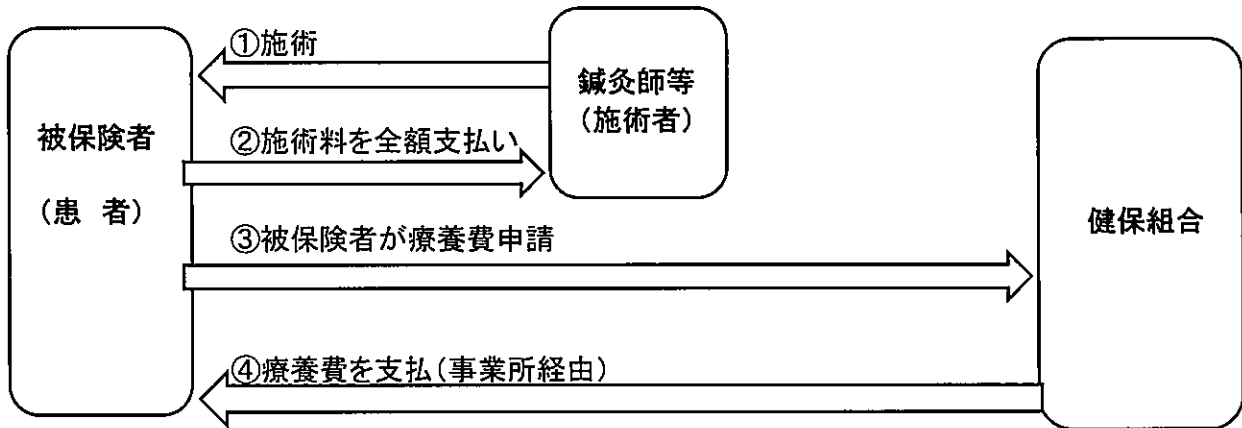 ①施術
鍼灸師等
(施術者)
被保険者
(患 者)
②施術料を全額支払い
③被保険者が療養費申請
健保組合
④療養費を支払(事業所経由)